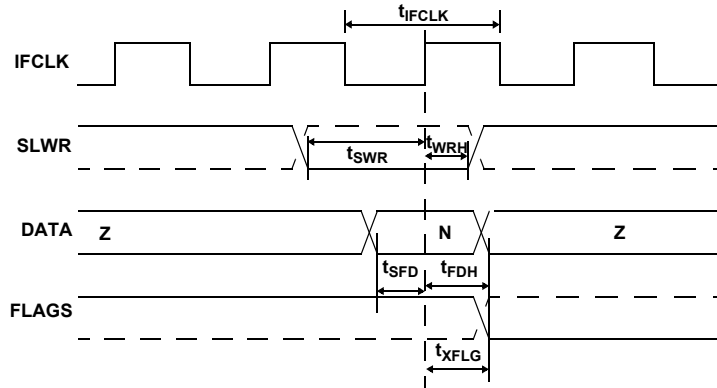 tIFCLK
IFCLK
SLWR
tSWR
tWRH
DATA
Z
N
Z
tSFD
tFDH
FLAGS
tXFLG